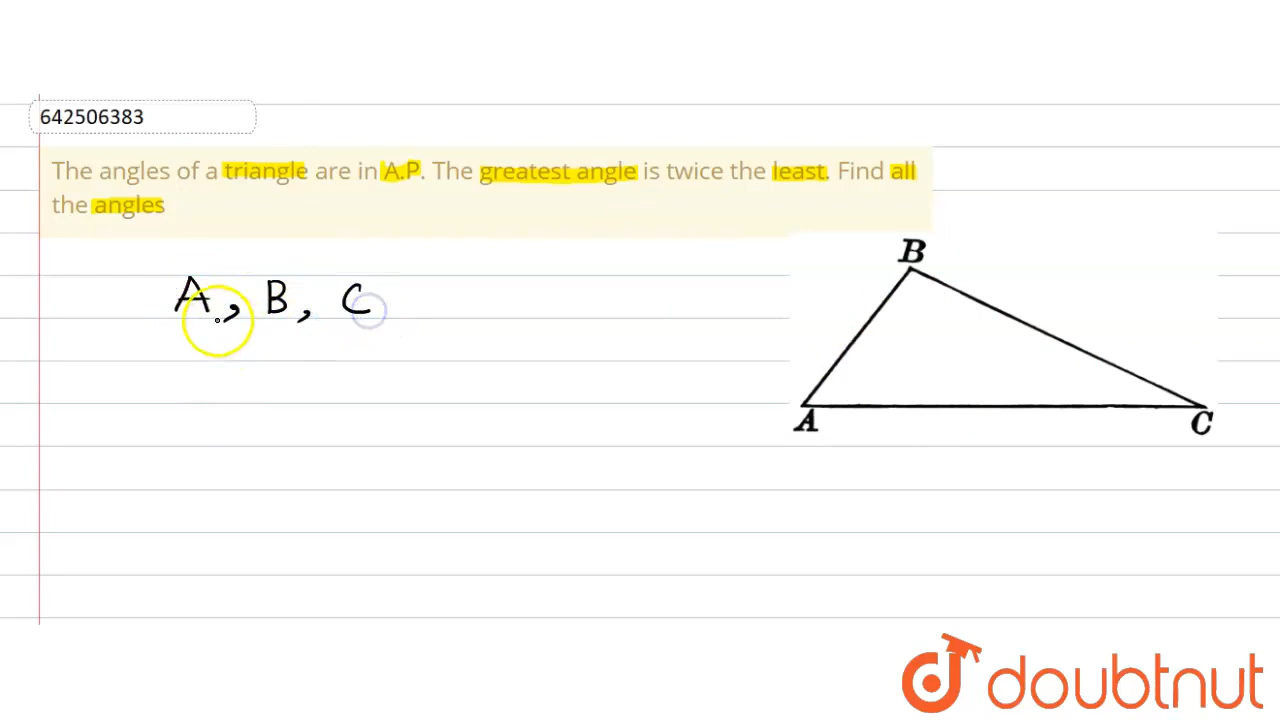 642506383
The angles of a triangle are in A.P. The greatest angle is twice the least. Find all
the angles
A, B, C
B
A
C
doubtnut